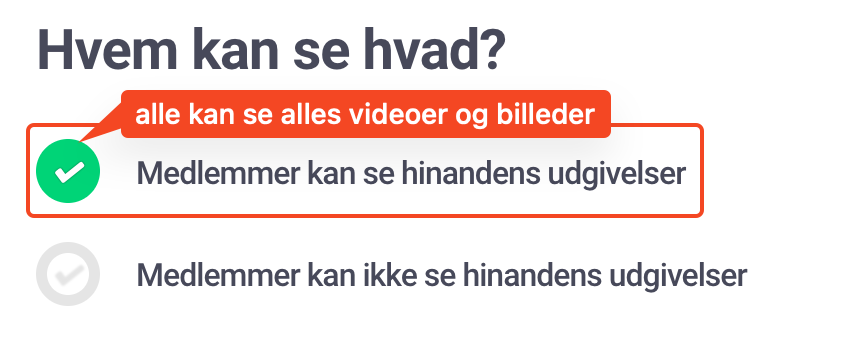 Hvem kan se hvad?
alle kan se alles videoer og billeder
Medlemmer kan se hinandens udgivelser
Medlemmer kan ikke se hinandens udgivelser